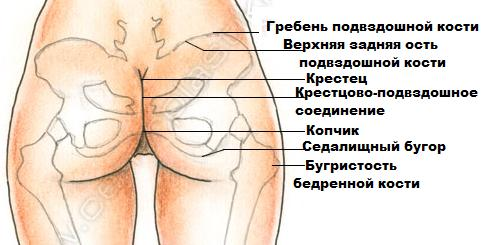 Гребень подвздошной кости
Верхняя задняя ость
подвздошной кости
Крестец
Крестцово-подвздошное
соединение
Копчик
Седалищный бугор
Бугристость
бедренной кости